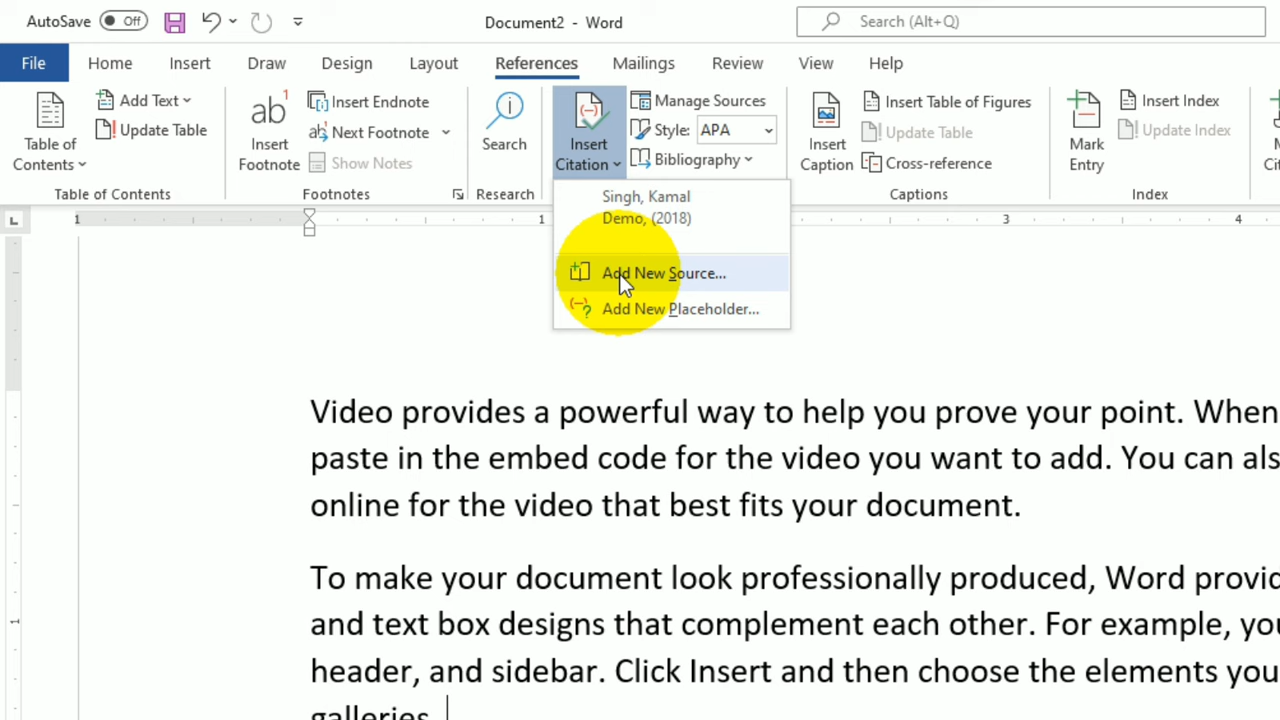 AutoSave Off Document2 - Word Search (Alt+Q)
File Home Insert Draw Design Layout References Mailings Review View Help
Table of Contents
Add Text
Update Table
Table of Contents
ab 1
Insert Footnote
Insert Endnote
Next Footnote
Show Notes
Footnotes
Search
Research
Insert Citation
Manage Sources
Style: APA
Bibliography
Singh, Kamal
Demo, (2018)
Add New Source...
Add New Placeholder...
Insert Caption
Insert Table of Figures
Update Table
Cross-reference
Captions
Mark Entry
Insert Index
Update Index
Index
1 1 3 4
Video provides a powerful way to help you prove your point. When
paste in the embed code for the video you want to add. You can als
online for the video that best fits your document.
To make your document look professionally produced, Word provid
and text box designs that complement each other. For example, you
header, and sidebar. Click Insert and then choose the elements you
galleries.